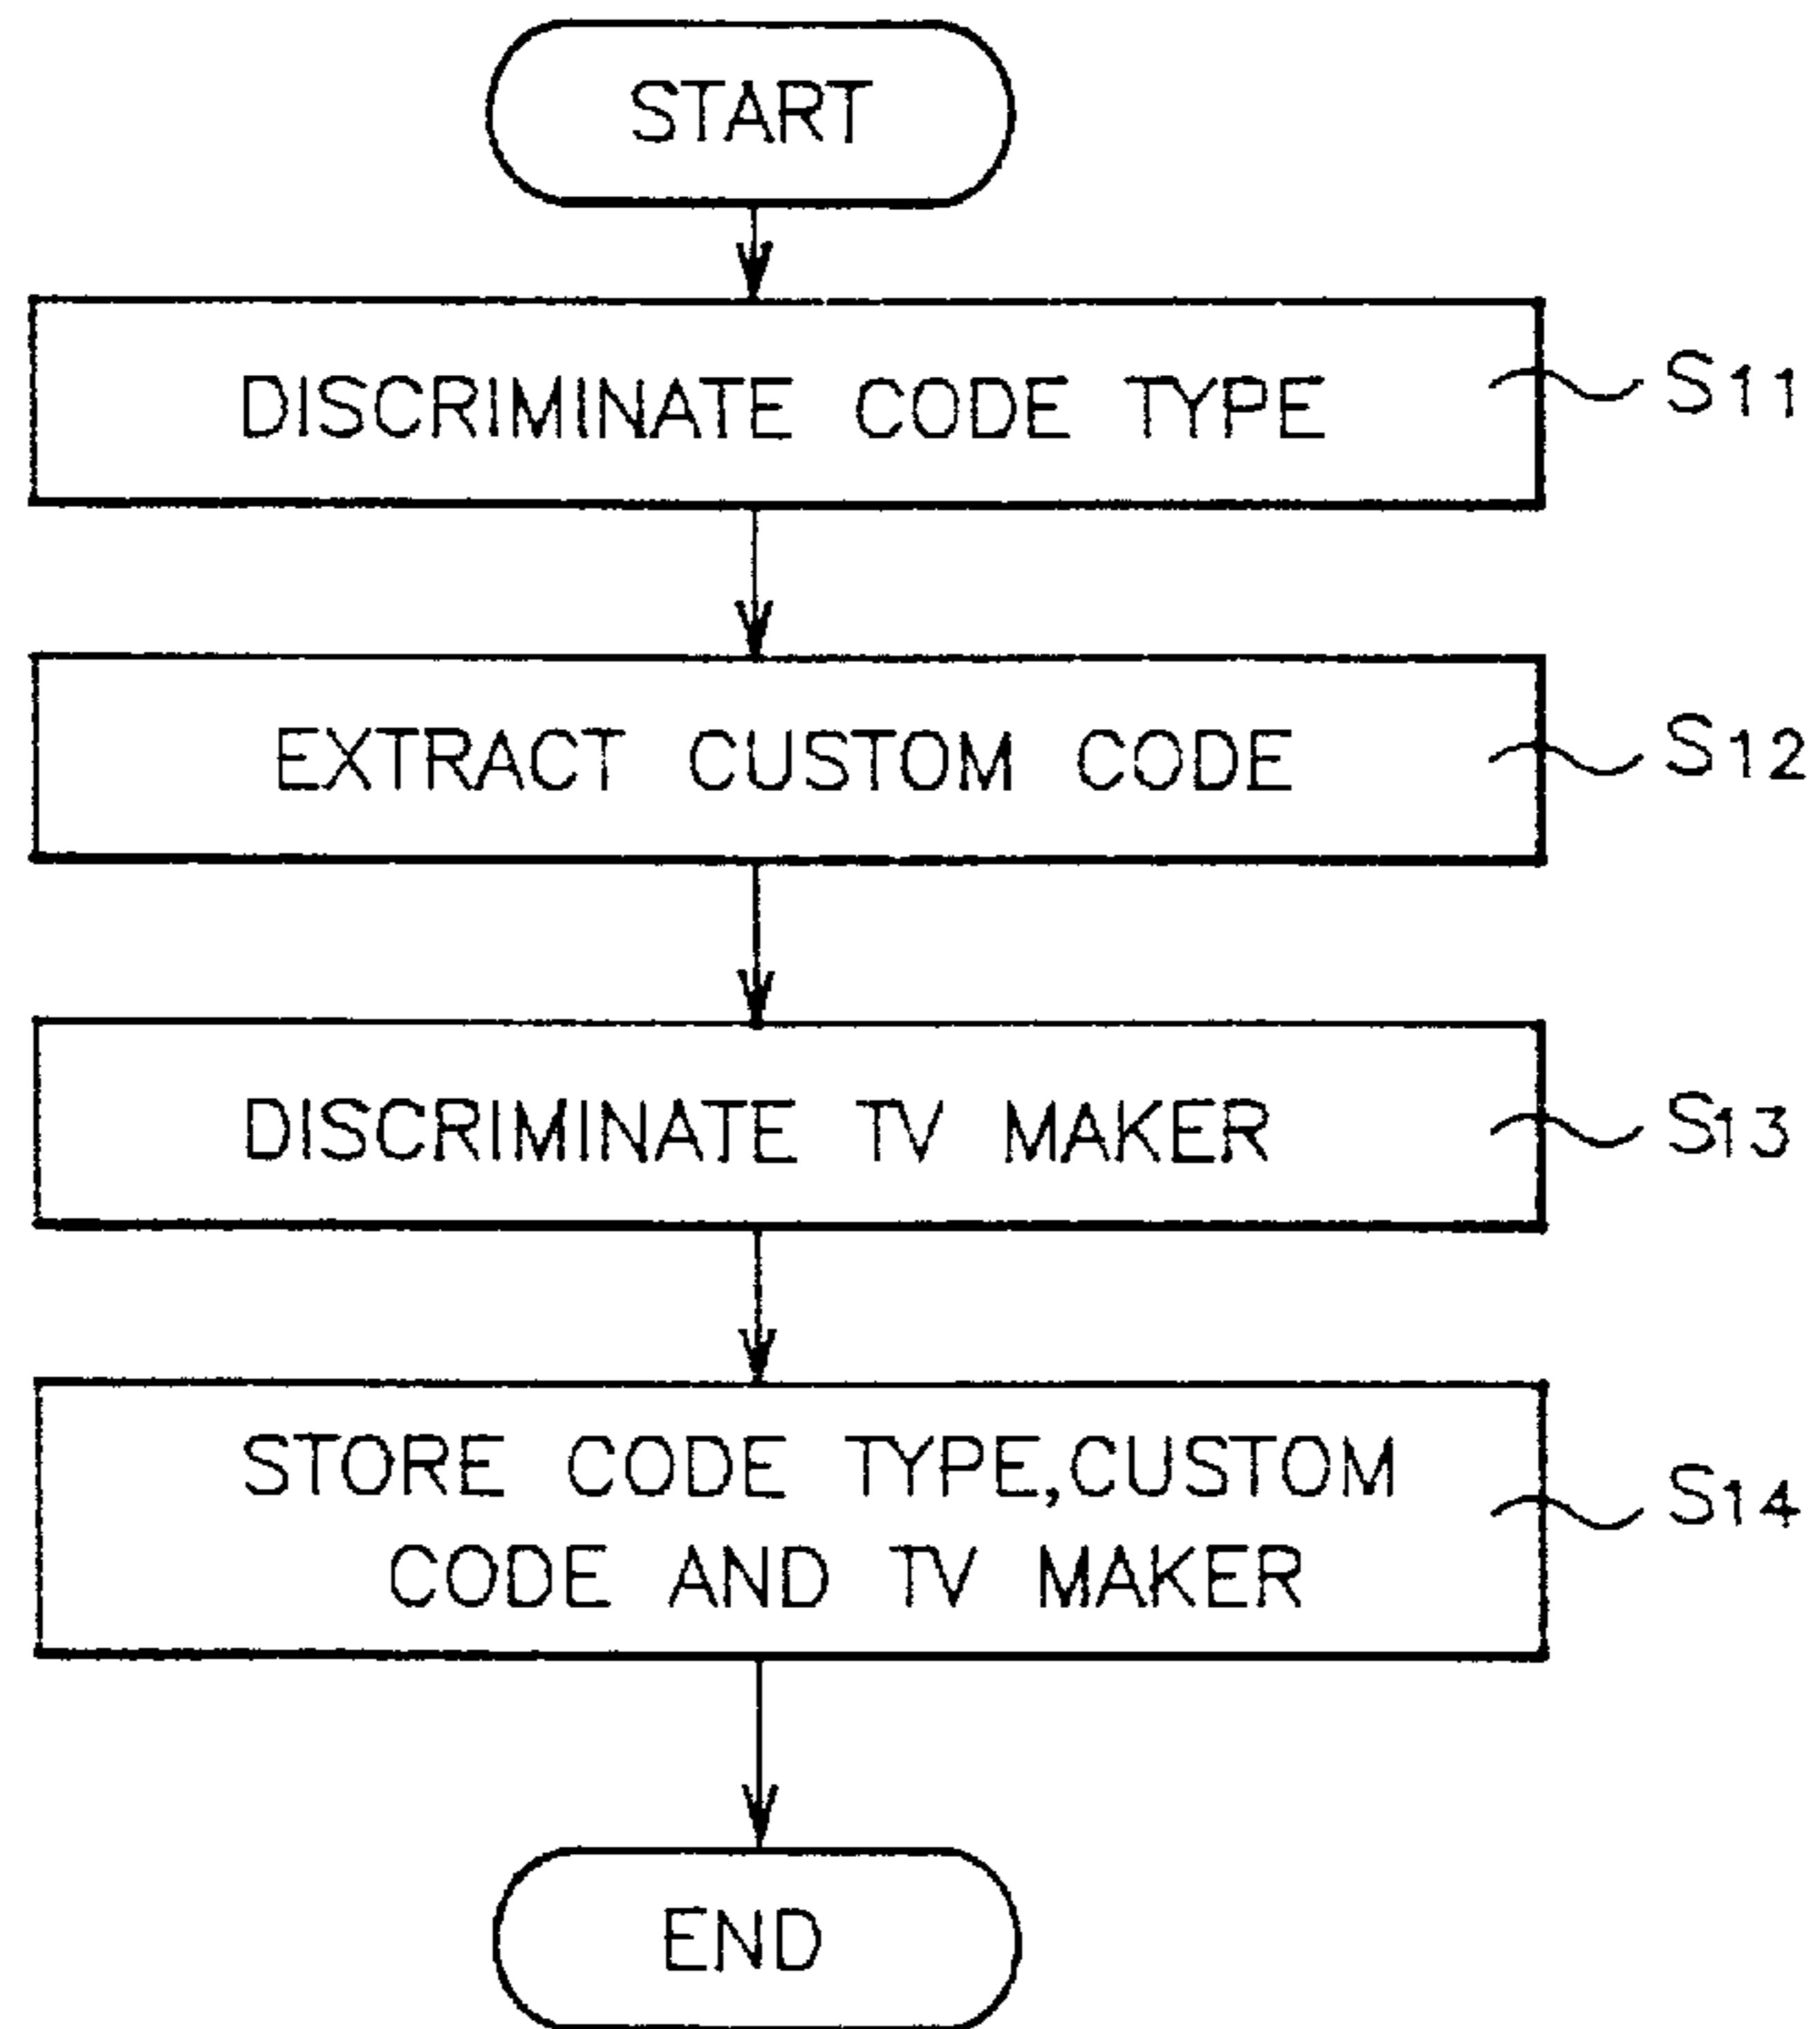 START
DISCRIMINATE CODE TYPE
S11
EXTRACT CUSTOM CODE
S12
DISCRIMINATE TV MAKER
S13
STORE CODE TYPE,CUSTOM
CODE AND TV MAKER
S14
END